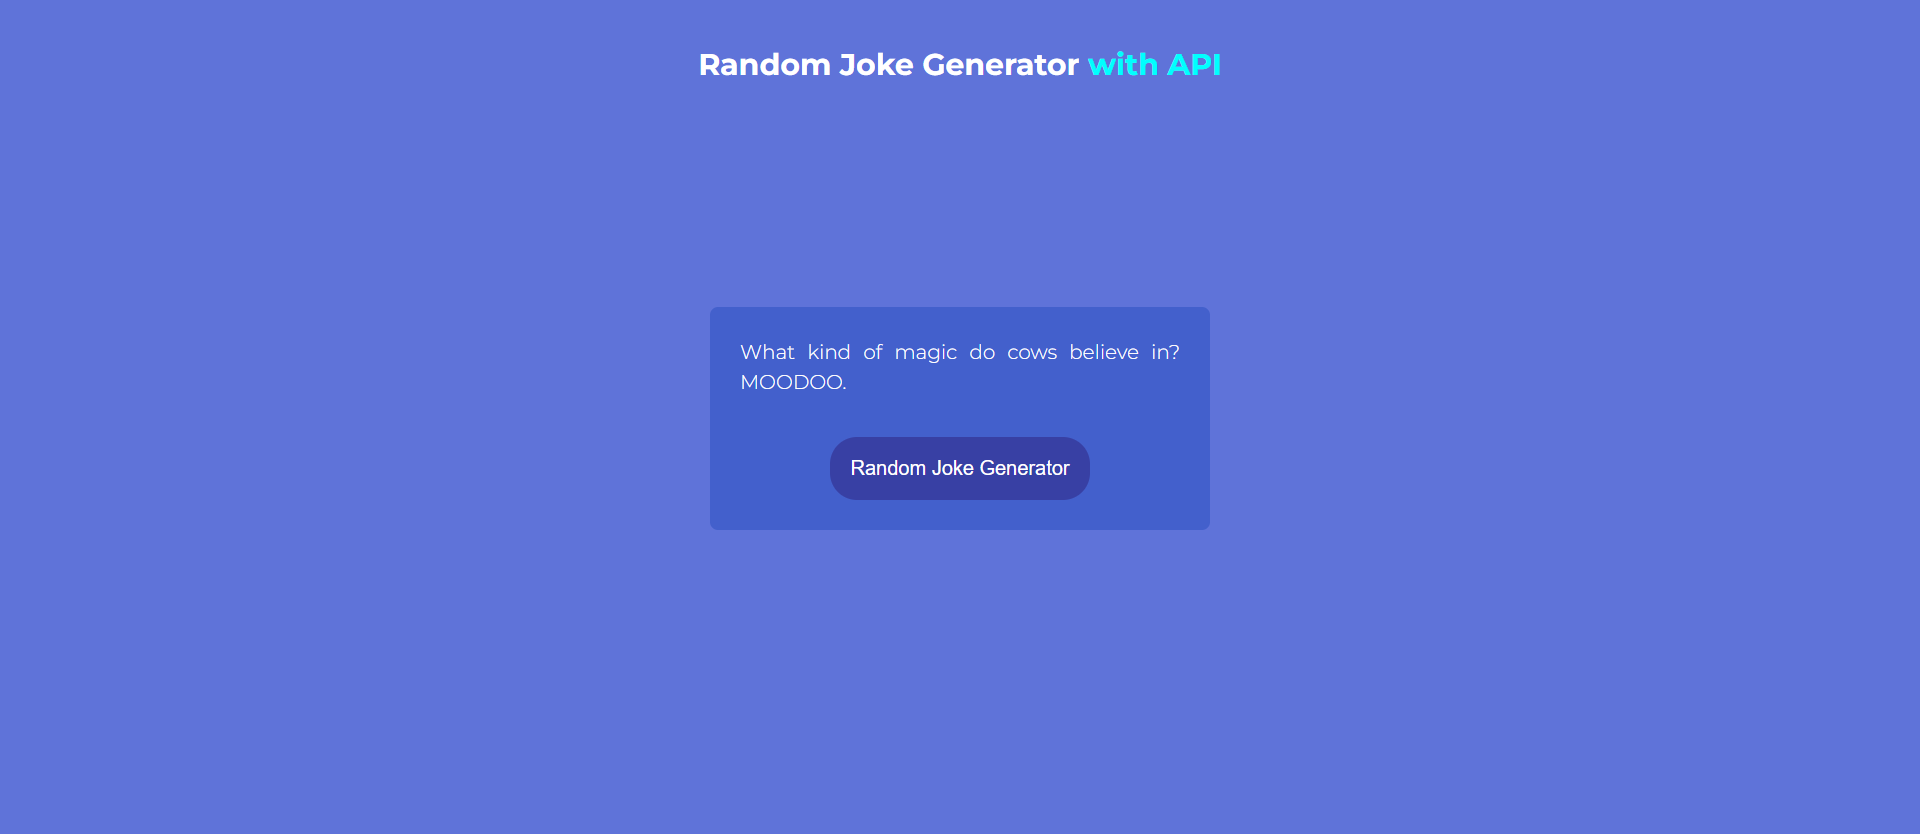 Random Joke Generator with API
What kind of magic do cows believe in?
MOODOO.
Random Joke Generator